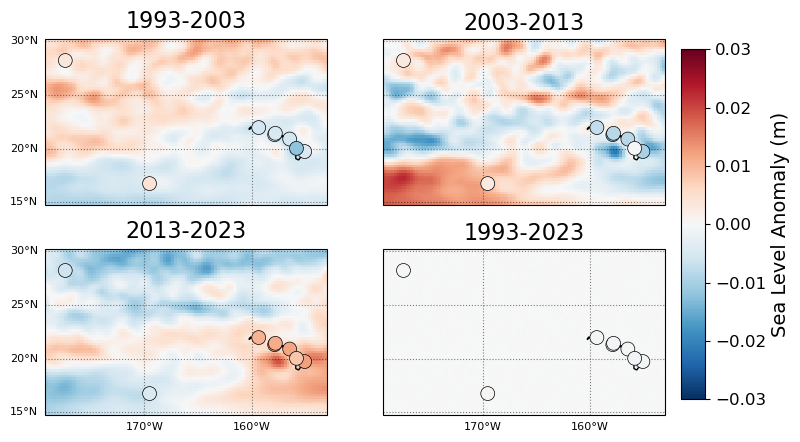 1993-2003
2003-2013
30°N
25°N
20°N
15°N
2013-2023
1993-2023
30°N
25°N
20°N
15°N
170°W 160°W
170°W 160°W
0.03
0.02
0.01
0.00
−0.01
−0.02
−0.03
Sea Level Anomaly (m)